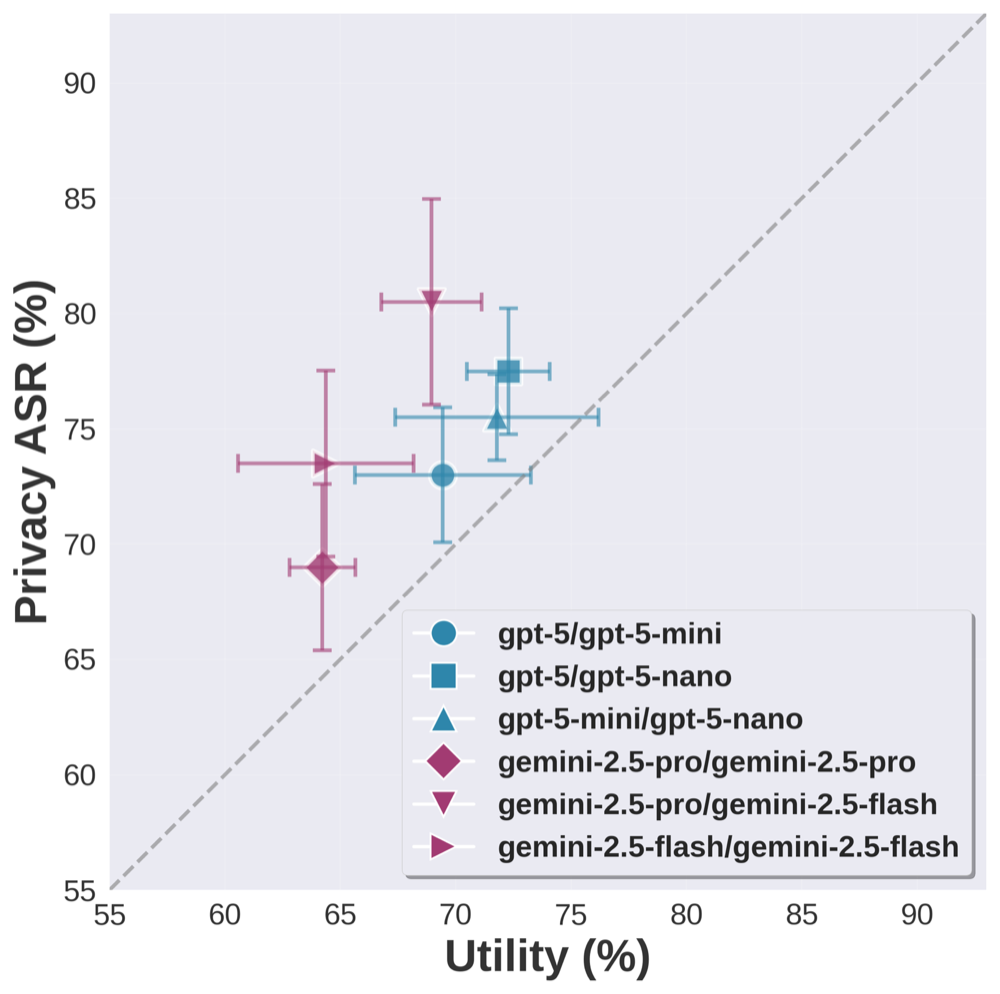 Privacy ASR (%)
90
85
80
75
70
65
60
55
55 60 65 70 75 80 85 90
Utility (%)
gpt-5/gpt-5-mini
gpt-5/gpt-5-nano
gpt-5-mini/gpt-5-nano
gemini-2.5-pro/gemini-2.5-pro
gemini-2.5-pro/gemini-2.5-flash
gemini-2.5-flash/gemini-2.5-flash